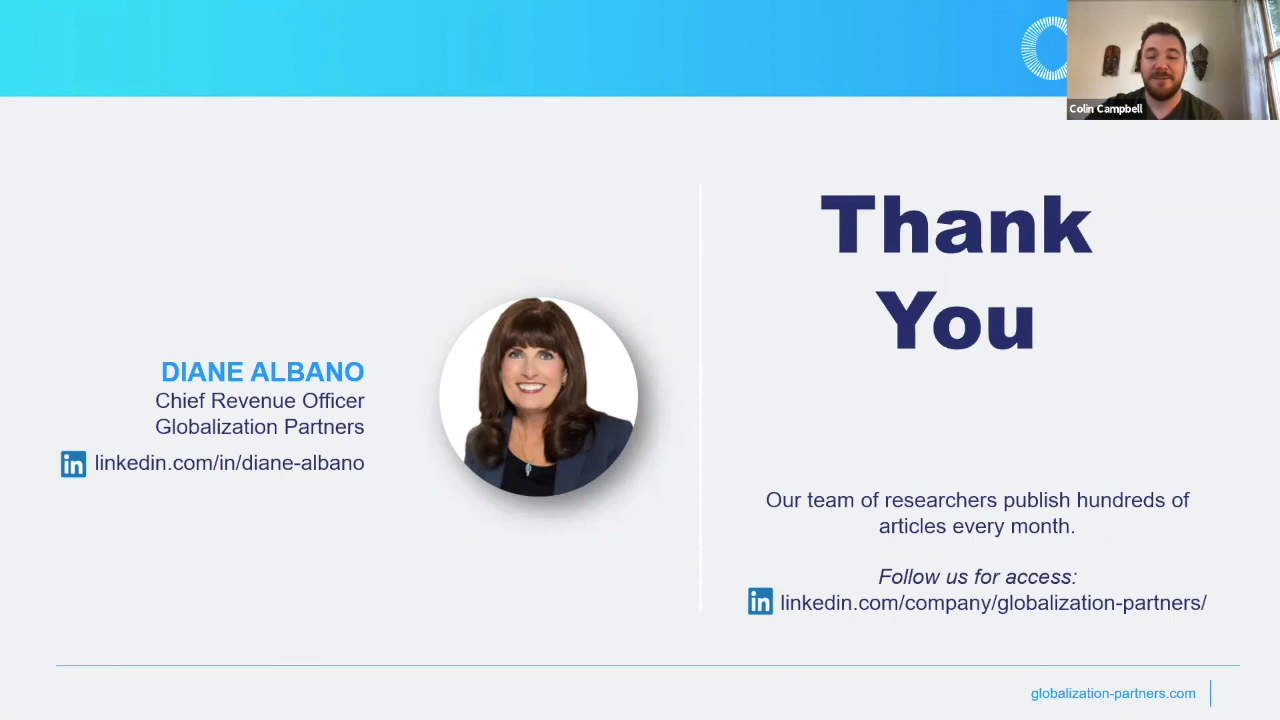 Colin Campbell
Thank
You
DIANE ALBANO
Chief Revenue Officer
Globalization Partners
in linkedin.com/in/diane-albano
Our team of researchers publish hundreds of
articles every month.
Follow us for access:
in linkedin.com/company/globalization-partners/
globalization-partners.com